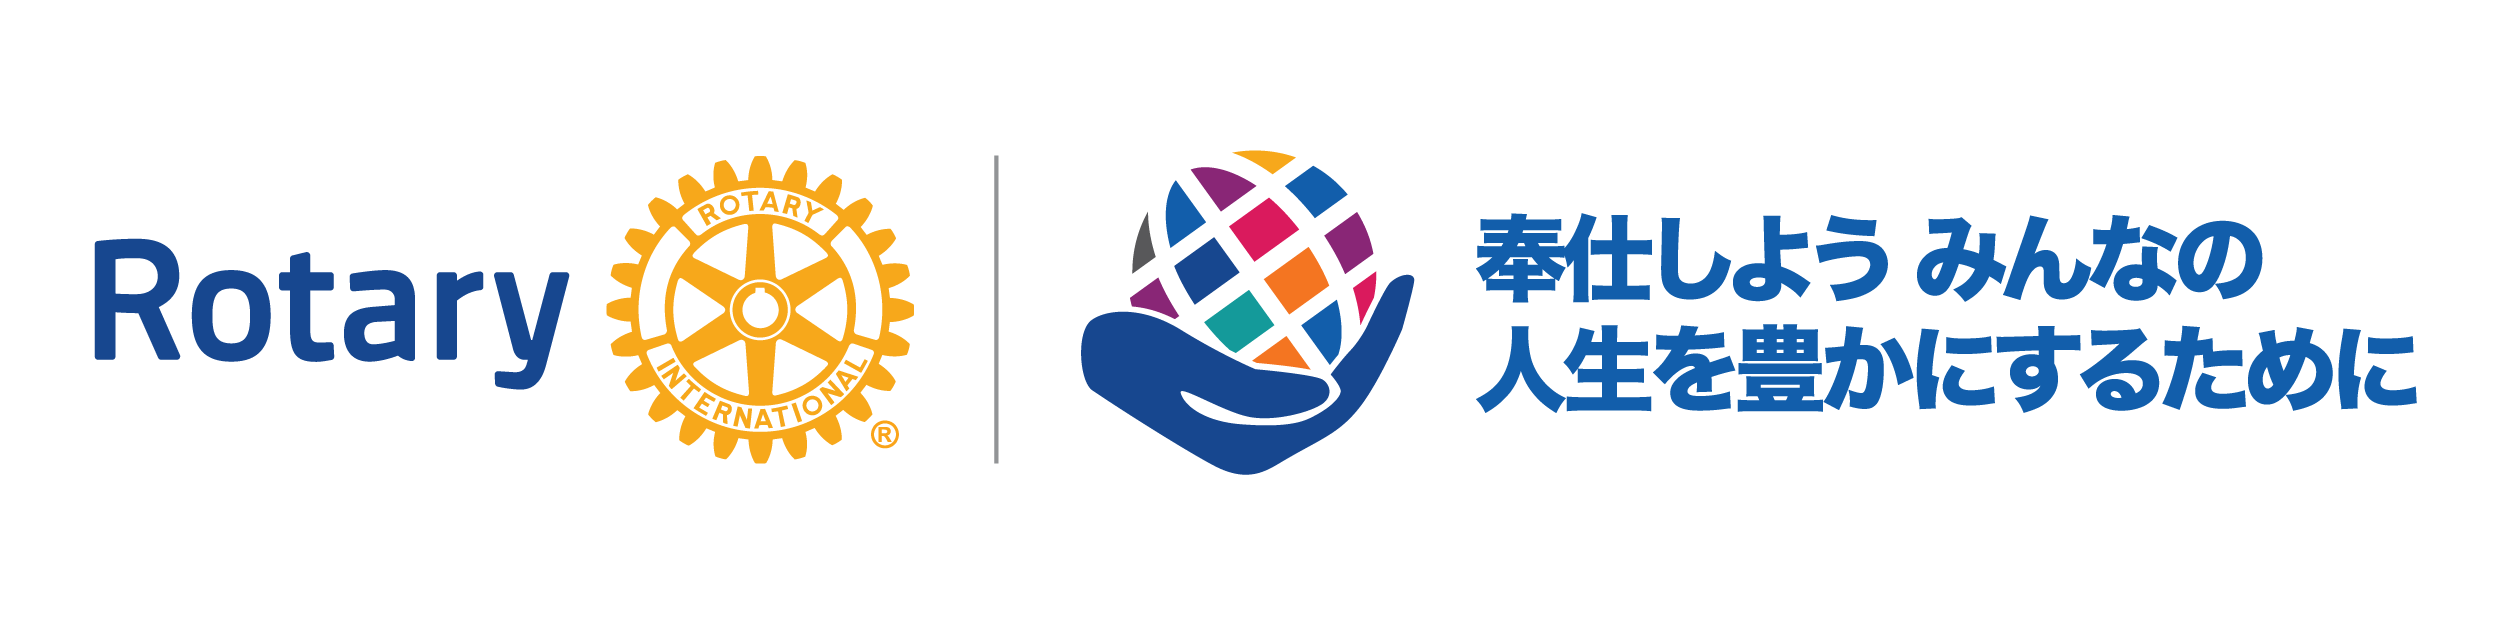 Rotary
ROTARY
INTERNATIONAL
®
奉仕しよう みんなの
人生を豊かにするために